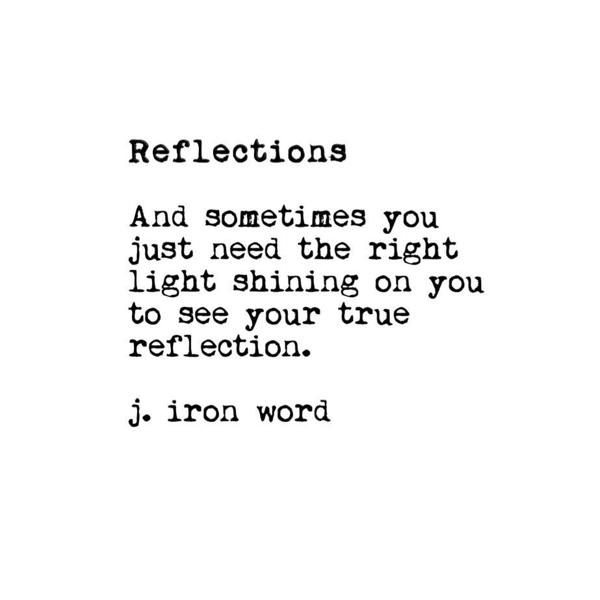 Reflections
And sometimes you
just need the right
light shining on you
to see your true
reflection.
j. iron word